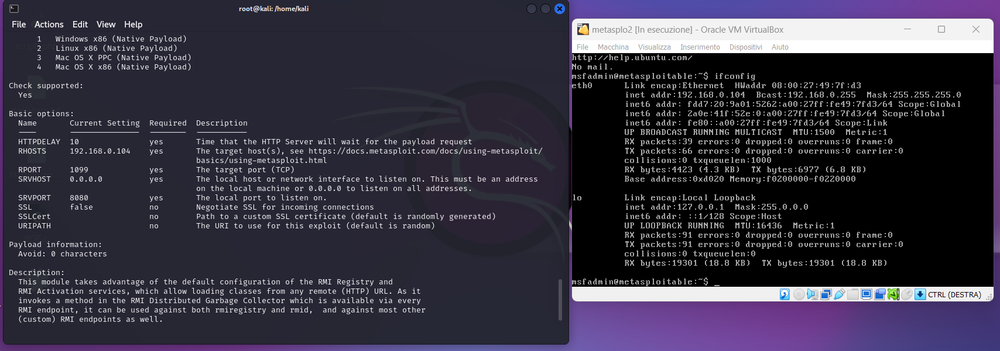 root@kali: /home/kali
File Actions Edit View Help
1 Windows x86 (Native Payload)
2 Linux x86 (Native Payload)
3 Mac OS X PPC (Native Payload)
4 Mac OS X x86 (Native Payload)
Check supported:
Yes
Basic options:
Name Current Setting Required Description
HTTPDELAY 10 yes Time that the HTTP Server will wait for the payload request
RHOSTS 192.168.0.104 yes The target host(s), see https://docs.metasploit.com/docs/using-metasploit/
basics/using-metasploit.html
RPORT 1099 yes The target port (TCP)
SRVHOST 0.0.0.0 yes The local host or network interface to listen on. This must be an address
on the local machine or 0.0.0.0 to listen on all addresses.
SRVPORT 8080 yes The local port to listen on.
SSL false no Negotiate SSL for incoming connections
SSLCert no Path to a custom SSL certificate (default is randomly generated)
URIPATH no The URI to use for this exploit (default is random)
Payload information:
Avoid: 0 characters
Description:
This module takes advantage of the default configuration of the RMI Registry and
RMI Activation services, which allow loading classes from any remote (HTTP) URL. As it
invokes a method in the RMI Distributed Garbage Collector which is available via every
RMI endpoint, it can be used against both rmiregistry and rmid, and against most other
(custom) RMI endpoints as well.
metasplo2 [In esecuzione] - Oracle VM VirtualBox
File Macchina Visualizza Inserimento Dispositivi Aiuto
http://help.ubuntu.com/
No mail.
msfadmin@metasploitable:~$ ifconfig
eth0 Link encap:Ethernet HWaddr 08:00:27:49:7f:d3
inet addr:192.168.0.104 Bcast:192.168.0.255 Mask:255.255.255.0
inet6 addr: fdd7:20:9a01:5262:a00:27ff:fe49:7fd3/64 Scope:Global
inet6 addr: 2a0e:41f:52e:0:a00:27ff:fe49:7fd3/64 Scope:Global
inet6 addr: fe80::a00:27ff:fe49:7fd3/64 Scope:Link
UP BROADCAST RUNNING MULTICAST MTU:1500 Metric:1
RX packets:39 errors:0 dropped:0 overruns:0 frame:0
TX packets:66 errors:0 dropped:0 overruns:0 carrier:0
collisions:0 txqueuelen:1000
RX bytes:4423 (4.3 KB) TX bytes:6977 (6.8 KB)
Base address:0xd020 Memory:f0200000-f0220000
lo Link encap:Local Loopback
inet addr:127.0.0.1 Mask:255.0.0.0
inet6 addr: ::1/128 Scope:Host
UP LOOPBACK RUNNING MTU:16436 Metric:1
RX packets:91 errors:0 dropped:0 overruns:0 frame:0
TX packets:91 errors:0 dropped:0 overruns:0 carrier:0
collisions:0 txqueuelen:0
RX bytes:19301 (18.8 KB) TX bytes:19301 (18.8 KB)
msfadmin@metasploitable:~$ _
CTRL (DESTRA)